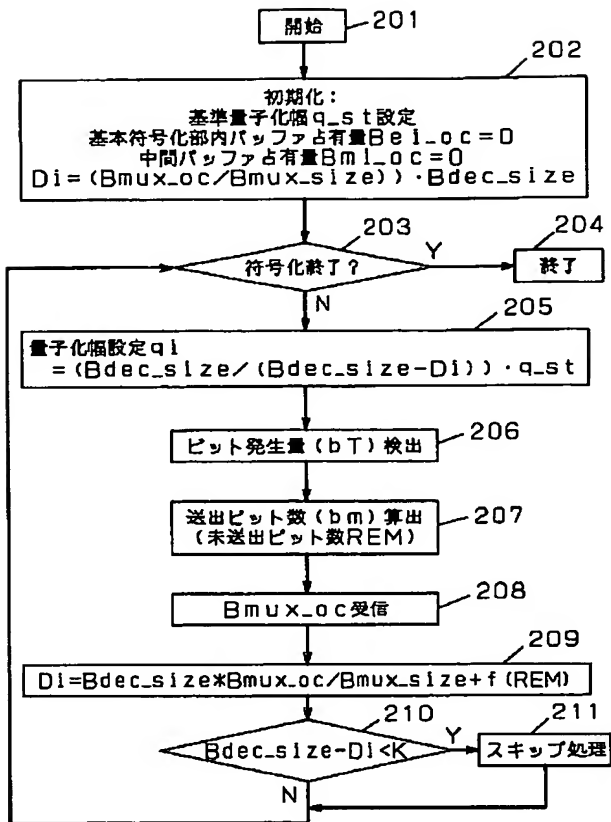 開始
201
202
初期化:
基準量子化幅q_st設定
基本符号化部内バッファ占有量Bei_oc=0
中間バッファ占有量Bmi_oc=0
Di=(Bmux_oc/Bmux_size))・Bdec_size
203
符号化終了?
Y
204
終了
N
205
量子化幅設定qi
=(Bdec_size/(Bdec_size-Di))・q_st
ビット発生量(bT)検出
206
送出ビット数(bm)算出
(未送出ビット数REM)
207
Bmux_oc受信
208
209
Di=Bdec_size*Bmux_oc/Bmux_size+f(REM)
210
Bdec_size-Di<K
Y
211
スキップ処理
N